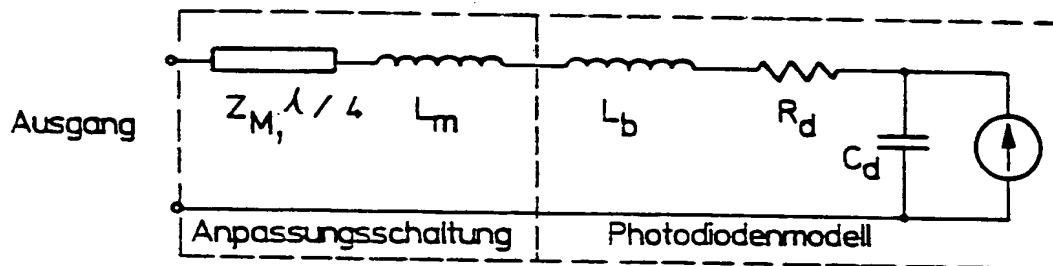 Ausgang
Z_M, λ/4
L_m
L_b
R_d
C_d
Anpassungsschaltung
Photodiodenmodell